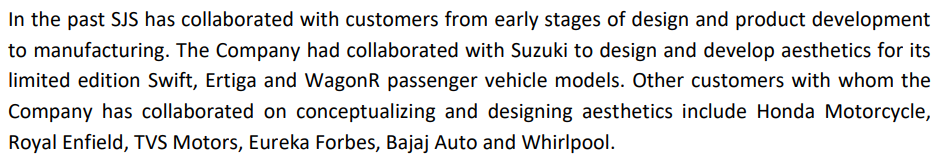 In the past SJS has collaborated with customers from early stages of design and product development
to manufacturing. The Company had collaborated with Suzuki to design and develop aesthetics for its
limited edition Swift, Ertiga and WagonR passenger vehicle models. Other customers with whom the
Company has collaborated on conceptualizing and designing aesthetics include Honda Motorcycle,
Royal Enfield, TVS Motors, Eureka Forbes, Bajaj Auto and Whirlpool.